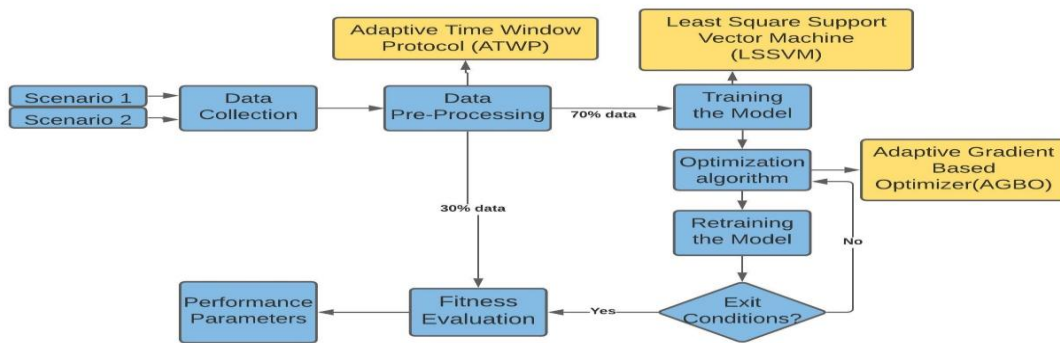 Adaptive Time Window
Protocol (ATWP)
Least Square Support
Vector Machine
(LSSVM)
Scenario 1
Scenario 2
Data
Collection
Data
Pre-Processing
70% data
Training
the Model
Optimization
algorithm
Adaptive Gradient
Based
Optimizer(AGBO)
30% data
Retraining
the Model
No
Performance
Parameters
Fitness
Evaluation
Yes
Exit
Conditions?